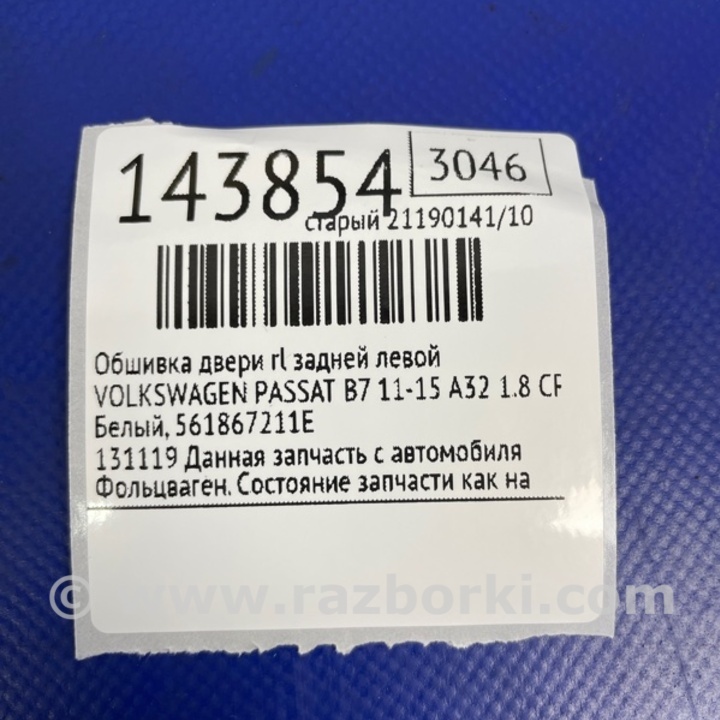 143854
3046
старый 21190141/10
Обшивка двери rl задней левой
VOLKSWAGEN PASSAT B7 11-15 A32 1.8 CF
Белый, 561867211E
131119 Данная запчасть с автомобиля
Фольцваген. Состояние запчасти как на
© www.razborki.com